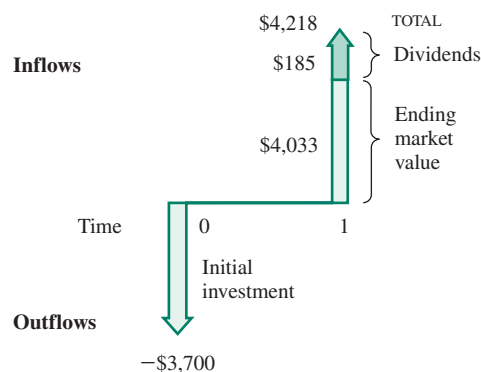 $4,218 TOTAL
Inflows
$185
Dividends
$4,033
Ending
market
value
Time 0 1
Initial
investment
Outflows
−$3,700